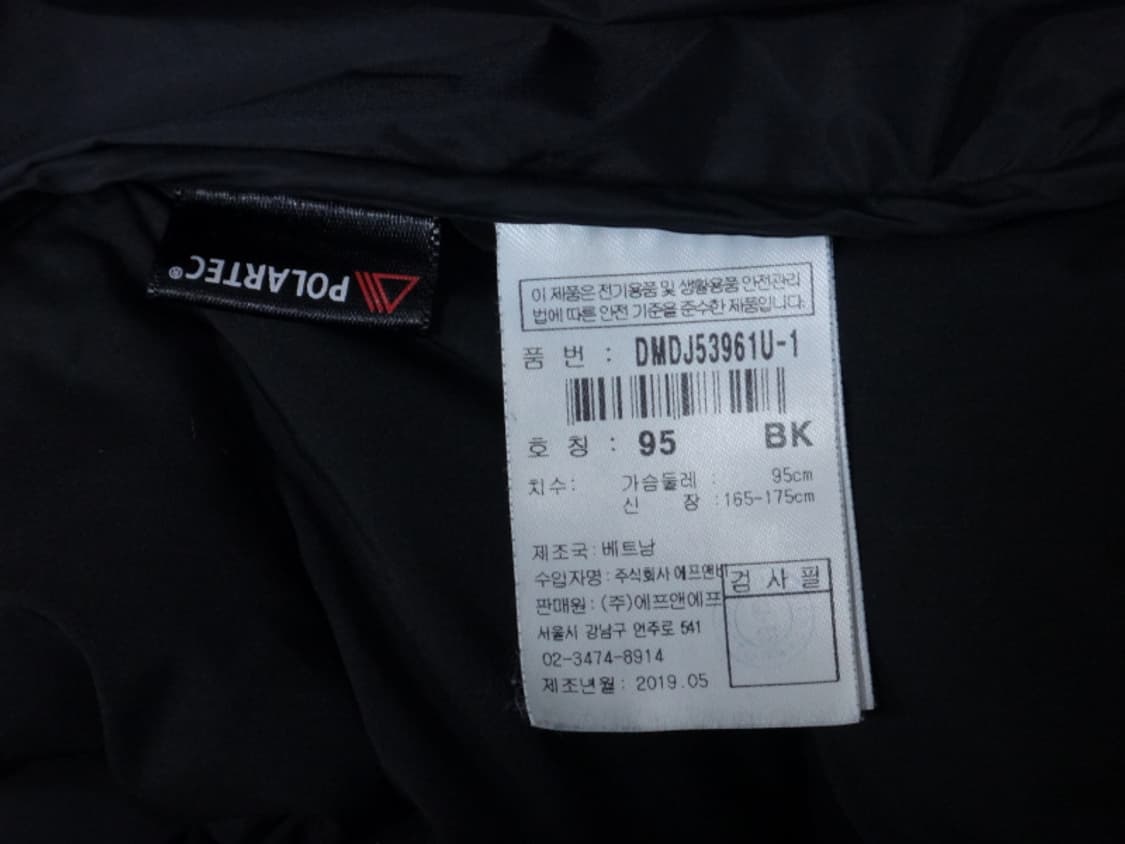 POLARTEC®
이 제품은 전기용품 및 생활용품 안전관리
법에 따른 안전 기준을 준수한 제품입니다.
품 번 : DMDJ53961U-1
호 칭 : 95 BK
치수: 가슴둘레 : 95cm
신 장 :165-175cm
제조국: 베트남
수입자명: 주식회사 에프앤비
검 사 필
판매원: (주)에프앤에프
서울시 강남구 언주로 541
02-3474-8914
제조년월: 2019.05